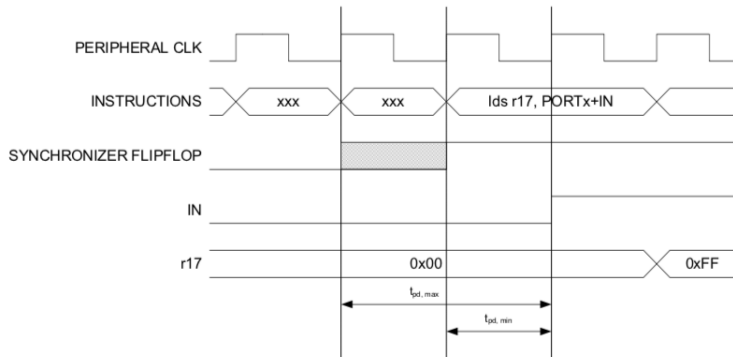 PERIPHERAL CLK
INSTRUCTIONS xxx xxx lds r17, PORTx+IN
SYNCHRONIZER FLIPFLOP
IN
r17 0x00 0xFF
tpd, max
tpd, min